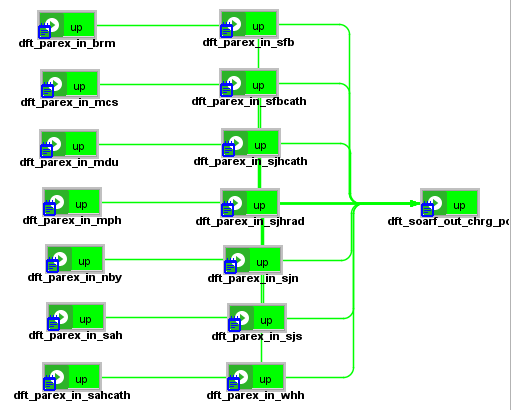 up
up
dft_parex_in_brm
dft_parex_in_sfb
up
up
dft_parex_in_mcs
dft_parex_in_sfbcath
up
up
dft_parex_in_mdu
dft_parex_in_sjhcath
up
up
up
dft_parex_in_mph
dft_parex_in_sjhrad
dft_soarf_out_chrg_pc
up
up
dft_parex_in_nby
dft_parex_in_sjn
up
up
dft_parex_in_sah
dft_parex_in_sjs
up
up
dft_parex_in_sahcath
dft_parex_in_whh